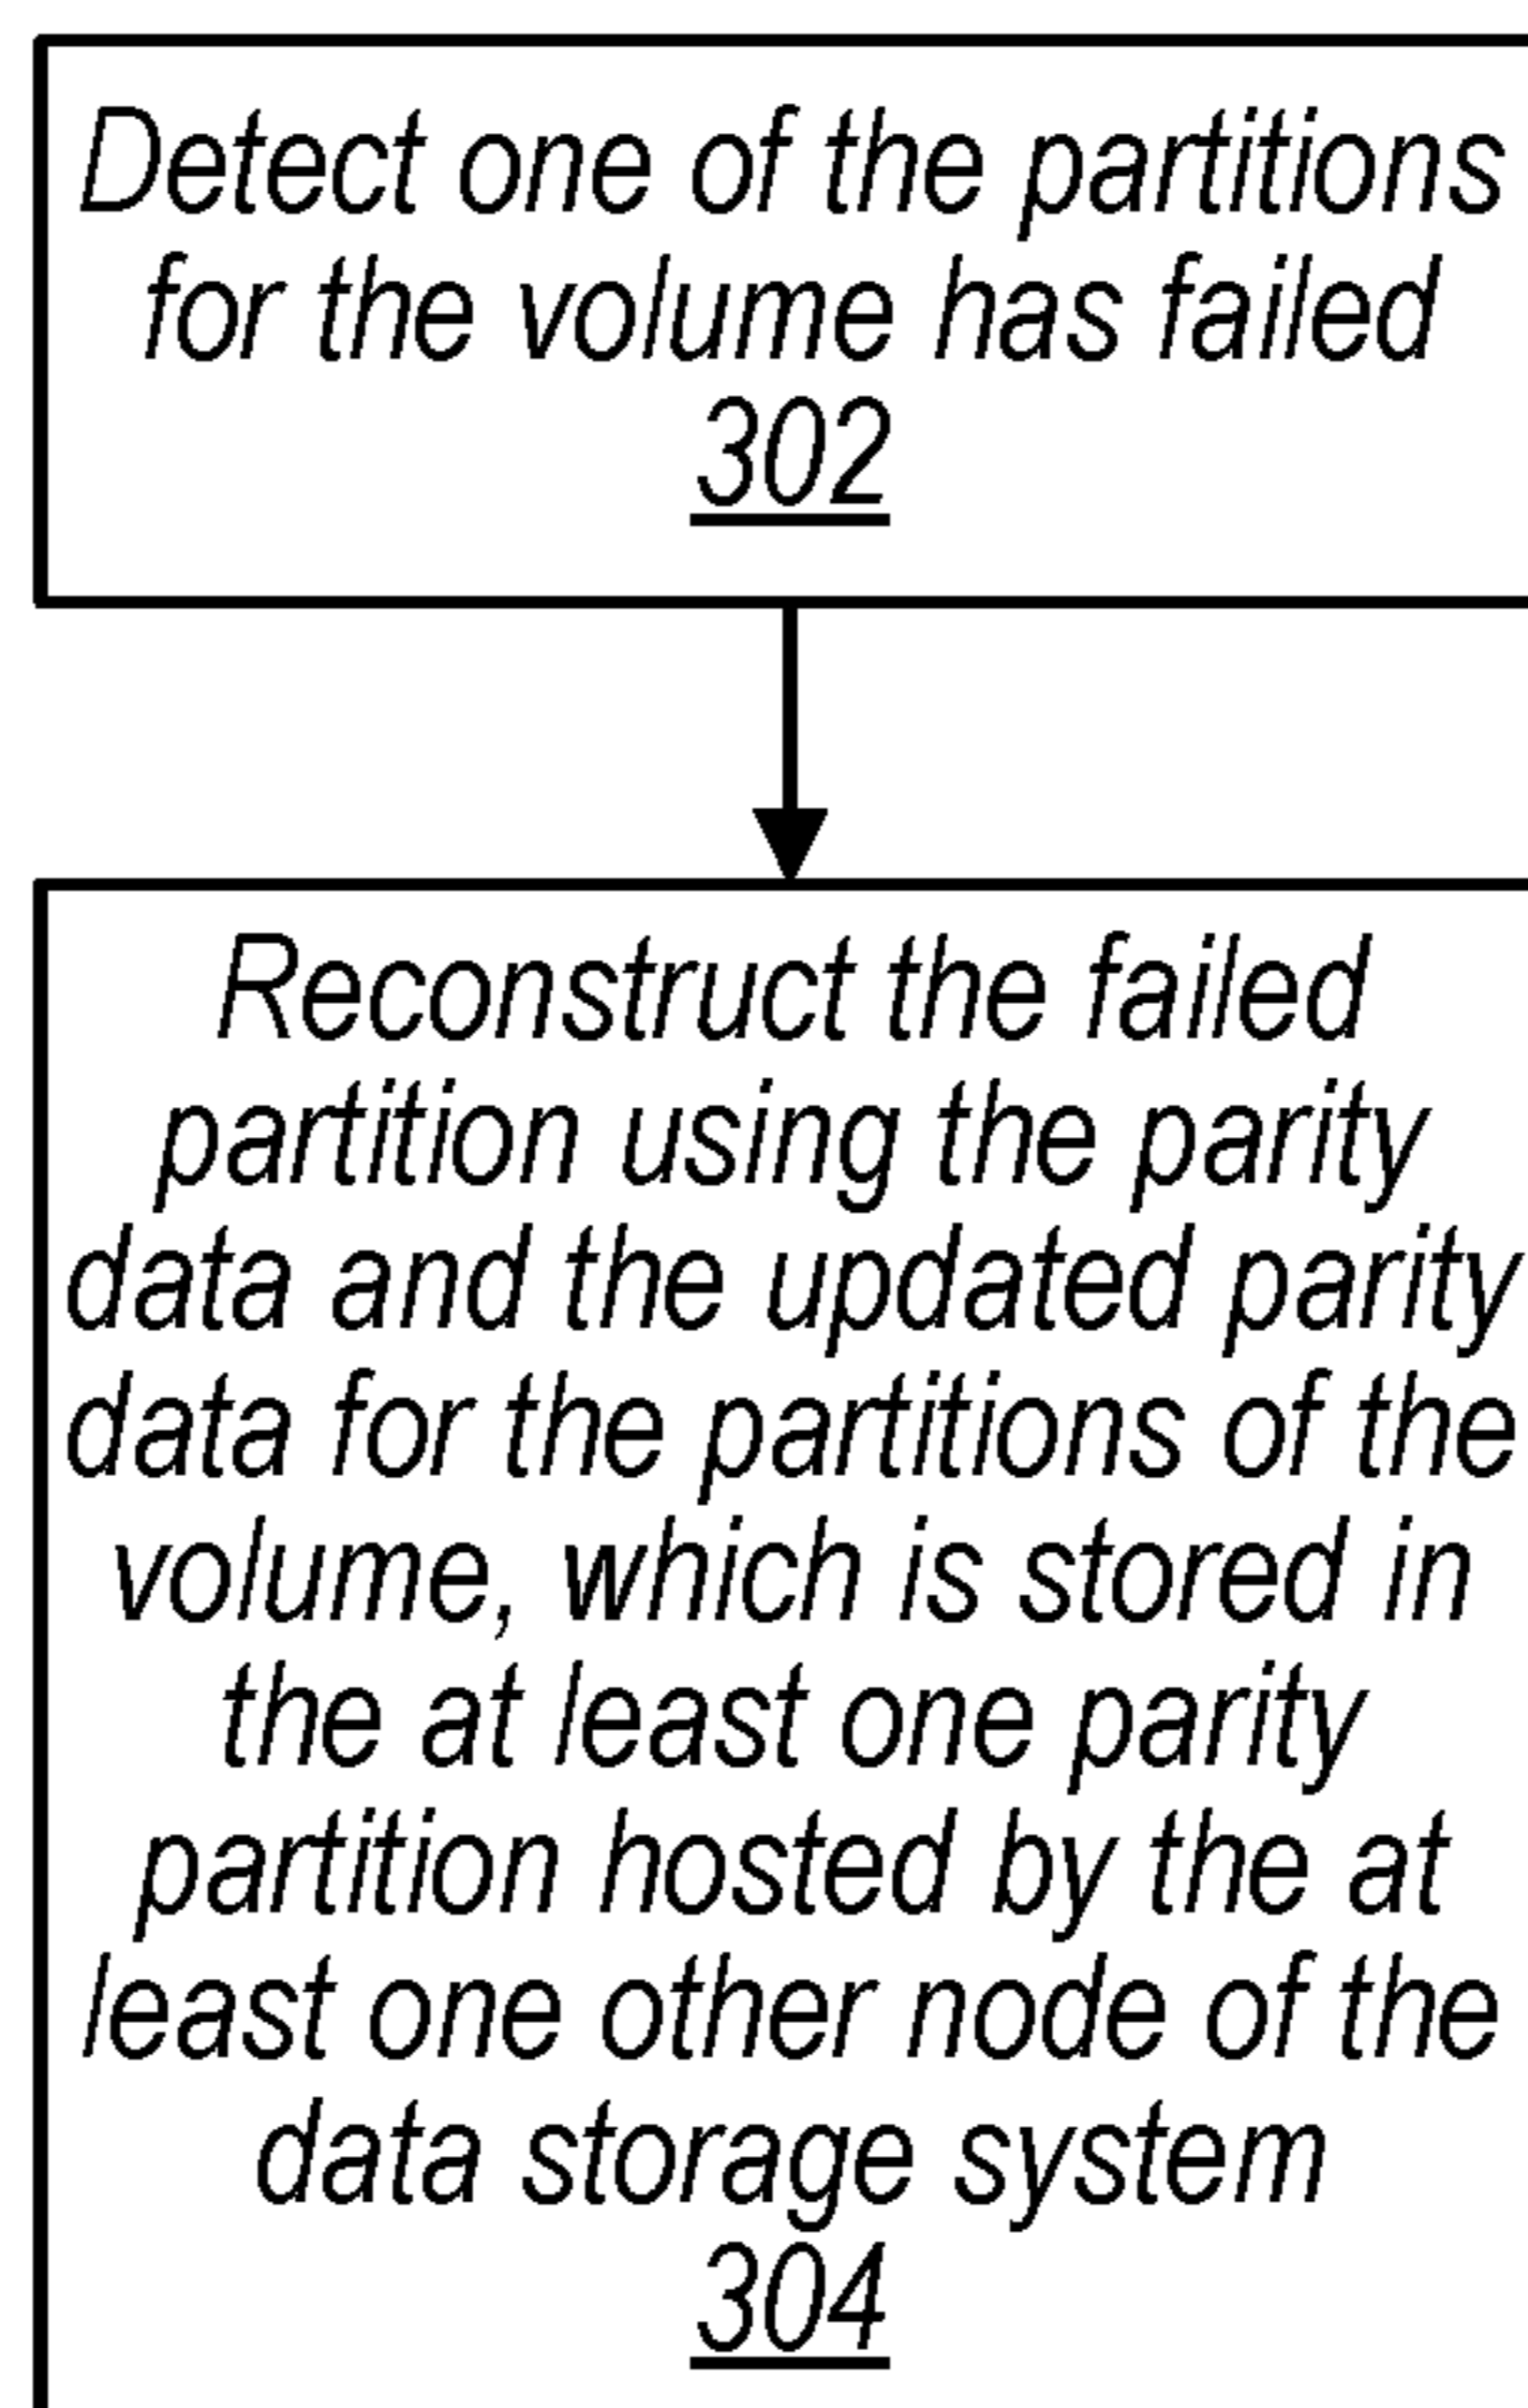 Detect one of the partitions
for the volume has failed
302
Reconstruct the failed
partition using the parity
data and the updated parity
data for the partitions of the
volume, which is stored in
the at least one parity
partition hosted by the at
least one other node of the
data storage system
304